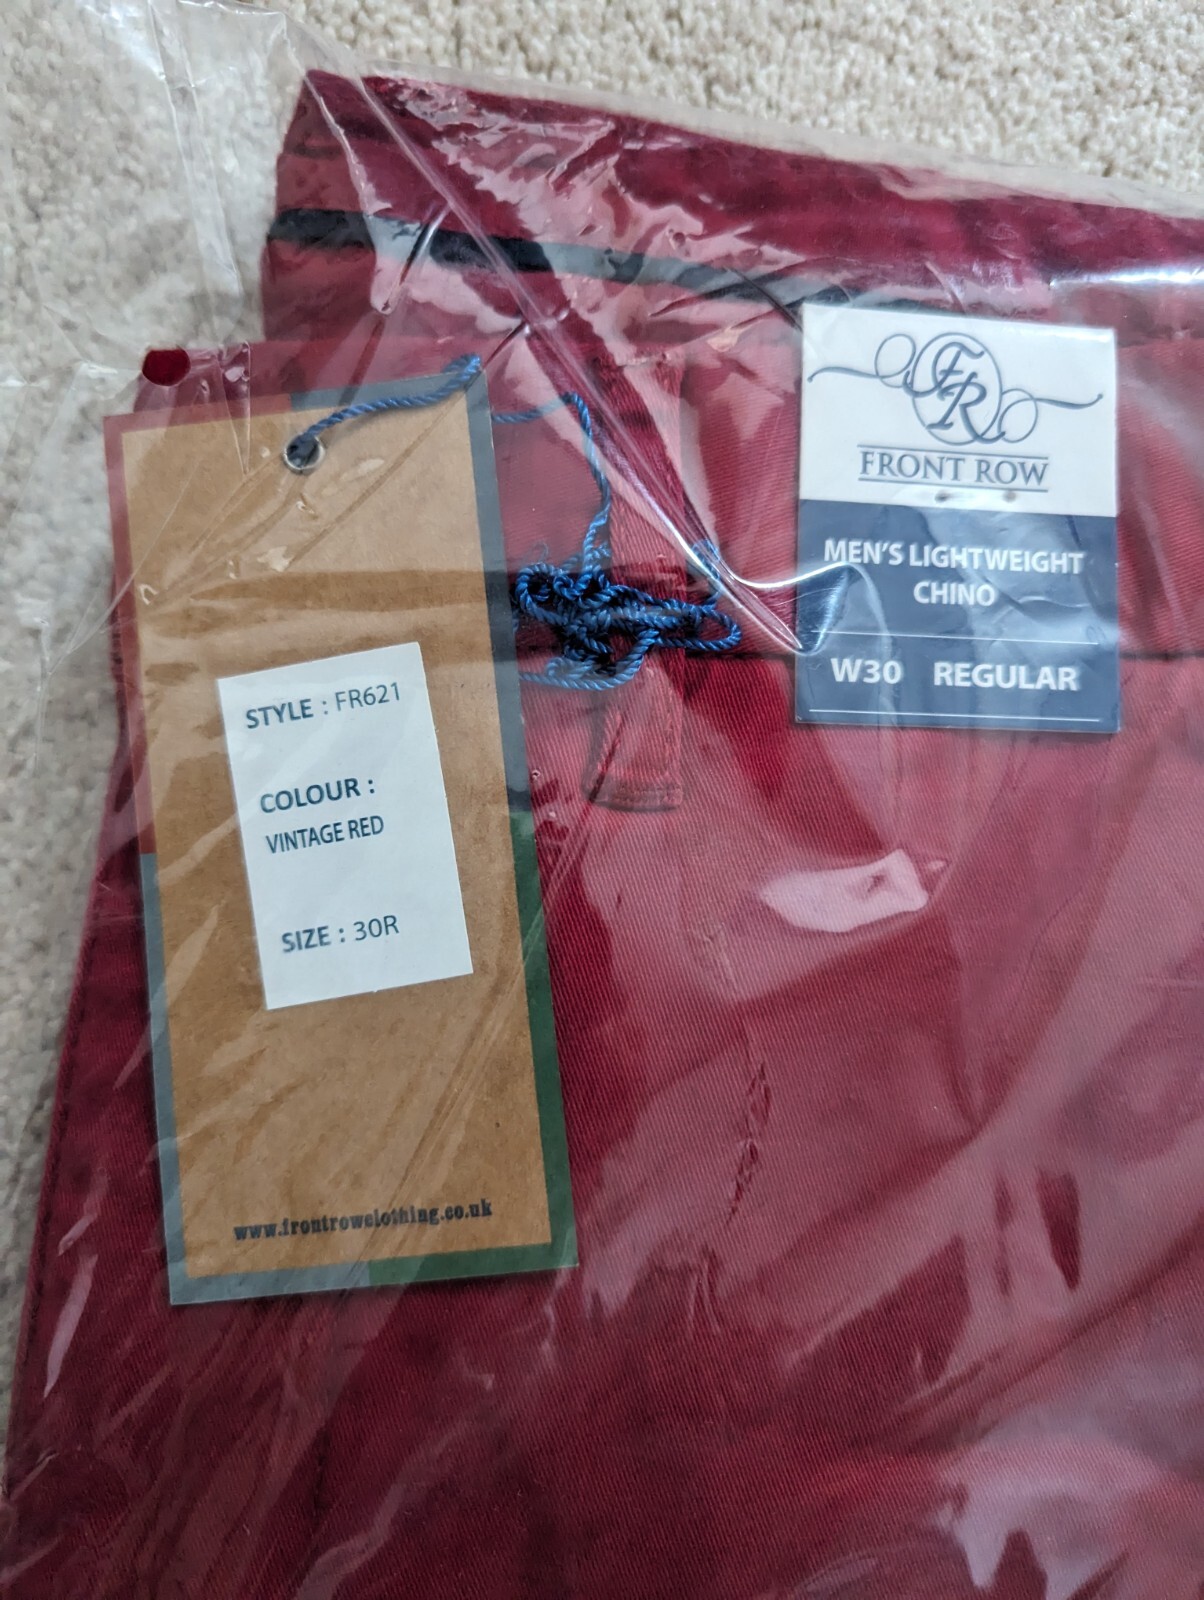 FR
FRONT ROW
MEN'S LIGHTWEIGHT
CHINO
W30 REGULAR
STYLE : FR621
COLOUR :
VINTAGE RED
SIZE : 30R
www.frontrowclothing.co.uk